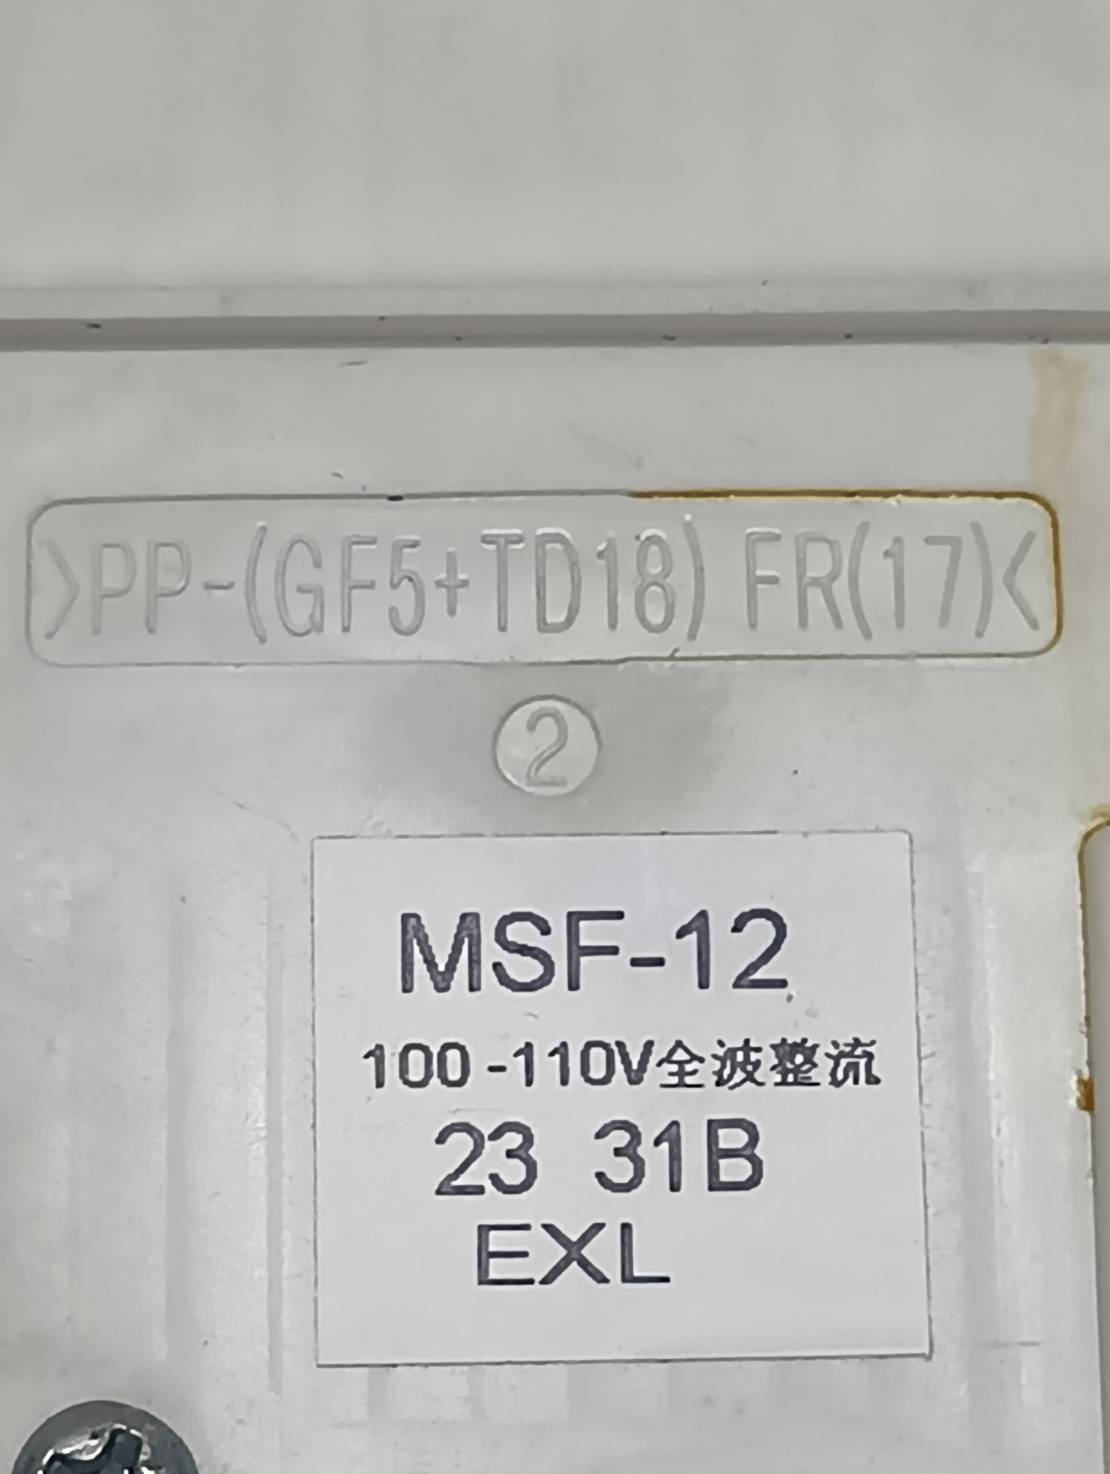 >PP-(GF5+TD18) FR(17)<
2
MSF-12
100-110V全波整流
23 31B
EXL